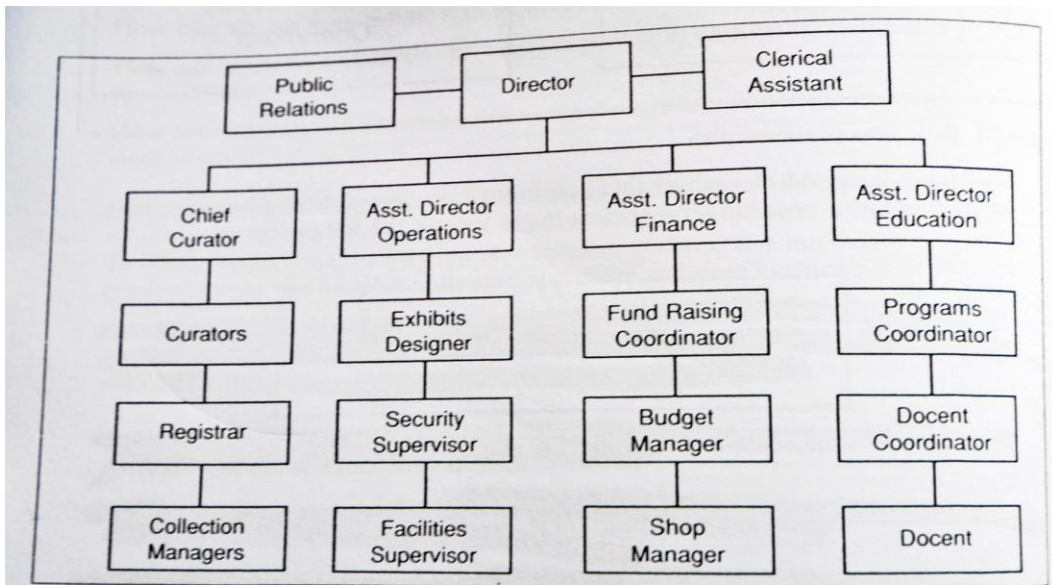 Public
Relations
Director
Clerical
Assistant
Chief
Curator
Asst. Director
Operations
Asst. Director
Finance
Asst. Director
Education
Curators
Exhibits
Designer
Fund Raising
Coordinator
Programs
Coordinator
Registrar
Security
Supervisor
Budget
Manager
Docent
Coordinator
Collection
Managers
Facilities
Supervisor
Shop
Manager
Docent